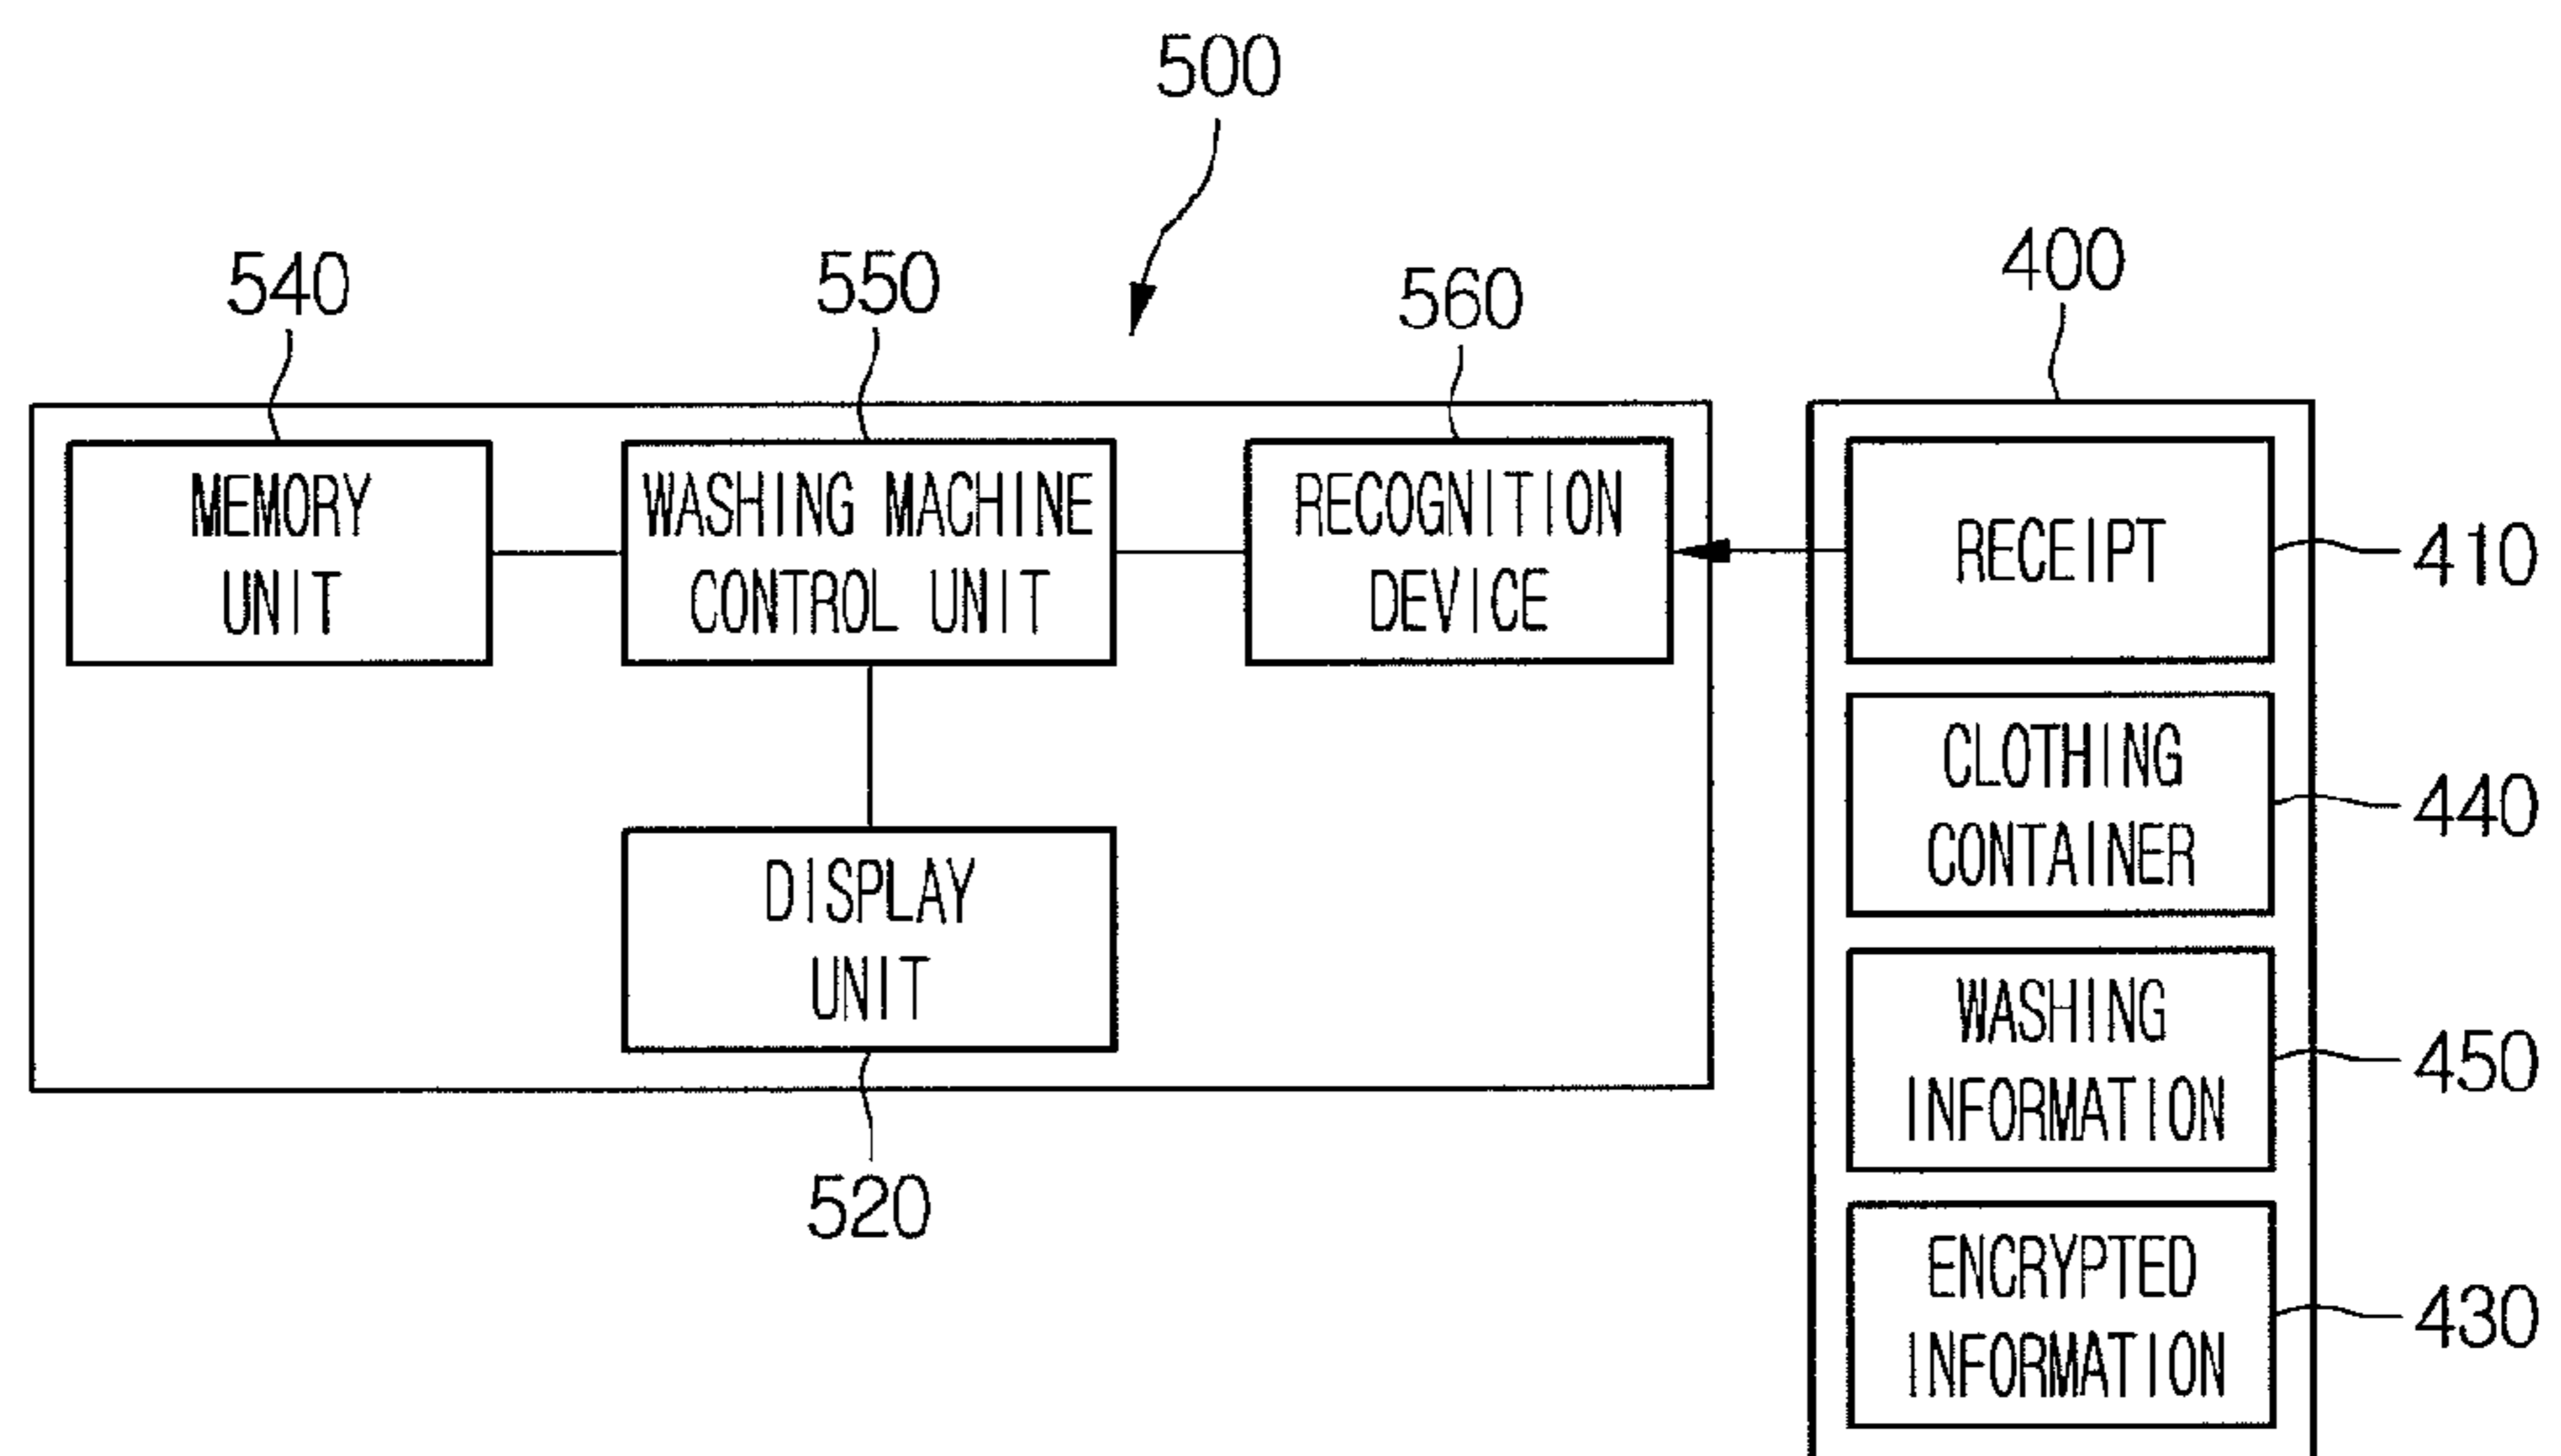 500
540
550
560
400
MEMORY
UNIT
WASHING MACHINE
CONTROL UNIT
RECOGNITION
DEVICE
RECEIPT
410
CLOTHING
CONTAINER
440
DISPLAY
UNIT
520
WASHING
INFORMATION
450
ENCRYPTED
INFORMATION
430